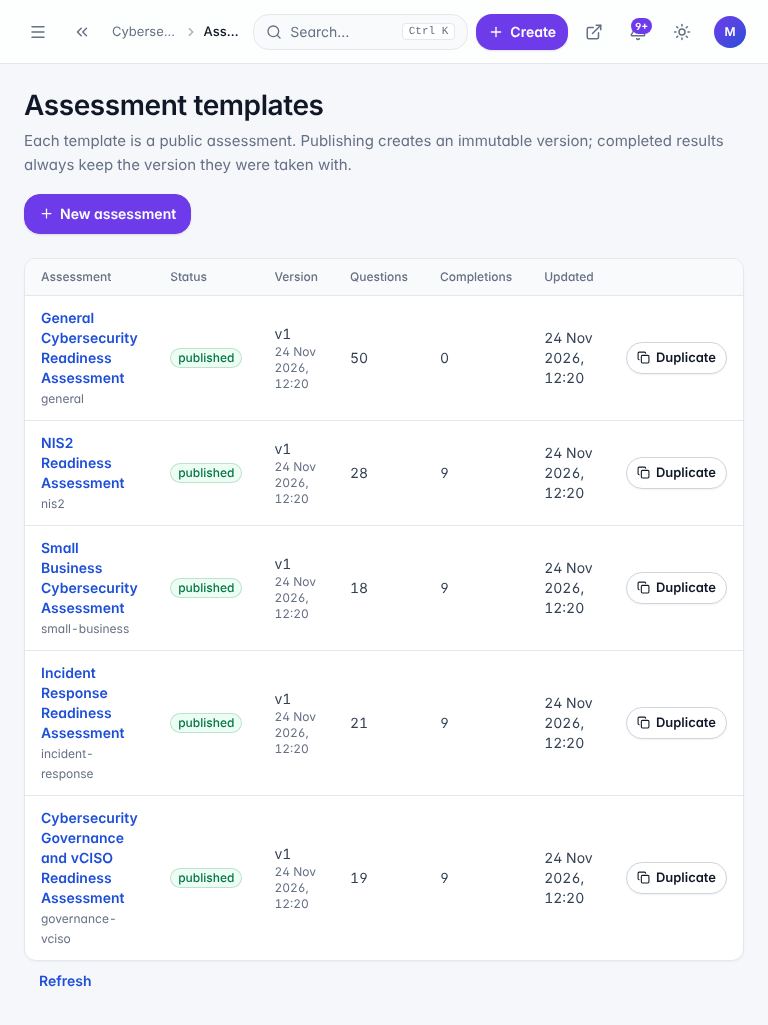 Cyberse... > Ass...
Search...
Ctrl K
+ Create
9+
M
Assessment templates
Each template is a public assessment. Publishing creates an immutable version; completed results
always keep the version they were taken with.
+ New assessment
Assessment Status Version Questions Completions Updated
General
Cybersecurity
Readiness
Assessment
general
published
v1
24 Nov
2026,
12:20
50
0
24 Nov
2026,
12:20
Duplicate
NIS2
Readiness
Assessment
nis2
published
v1
24 Nov
2026,
12:20
28
9
24 Nov
2026,
12:20
Duplicate
Small
Business
Cybersecurity
Assessment
small-business
published
v1
24 Nov
2026,
12:20
18
9
24 Nov
2026,
12:20
Duplicate
Incident
Response
Readiness
Assessment
incident-
response
published
v1
24 Nov
2026,
12:20
21
9
24 Nov
2026,
12:20
Duplicate
Cybersecurity
Governance
and vCISO
Readiness
Assessment
governance-
vciso
published
v1
24 Nov
2026,
12:20
19
9
24 Nov
2026,
12:20
Duplicate
Refresh